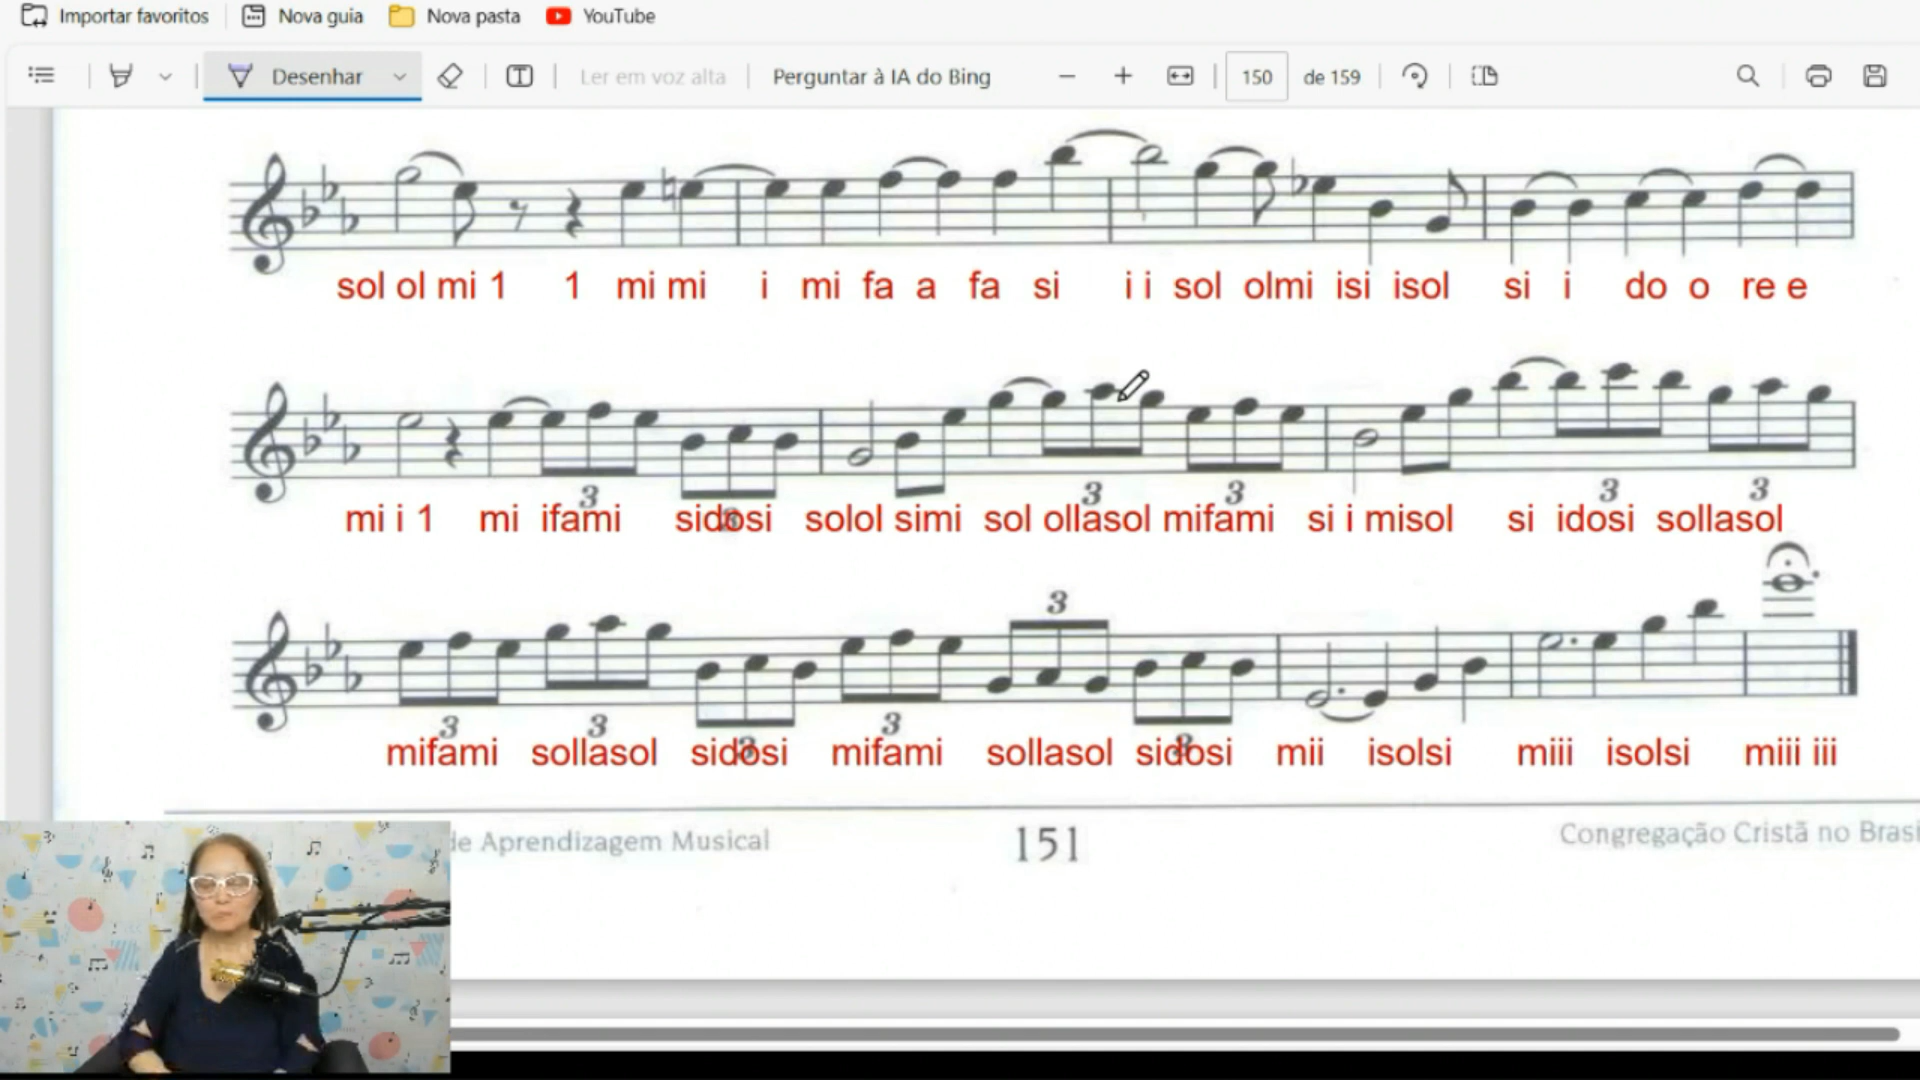 Importar favoritos Nova guia Nova pasta YouTube
Desenhar Ler em voz alta Perguntar à IA do Bing 150 de 159
sol ol mi 1 1 mi mi i mi fa a fa si i i sol olmi isi isol si i do o re e
3 3 3 3 3
mi i 1 mi ifami sidosi solol simi sol ollasol mifami si i misol si idosi sollasol
3
3 3 3
mifami sollasol sidosi mifami sollasol sidosi mii isolsi miii isolsi miii iii
de Aprendizagem Musical 151 Congregação Cristã no Brasi